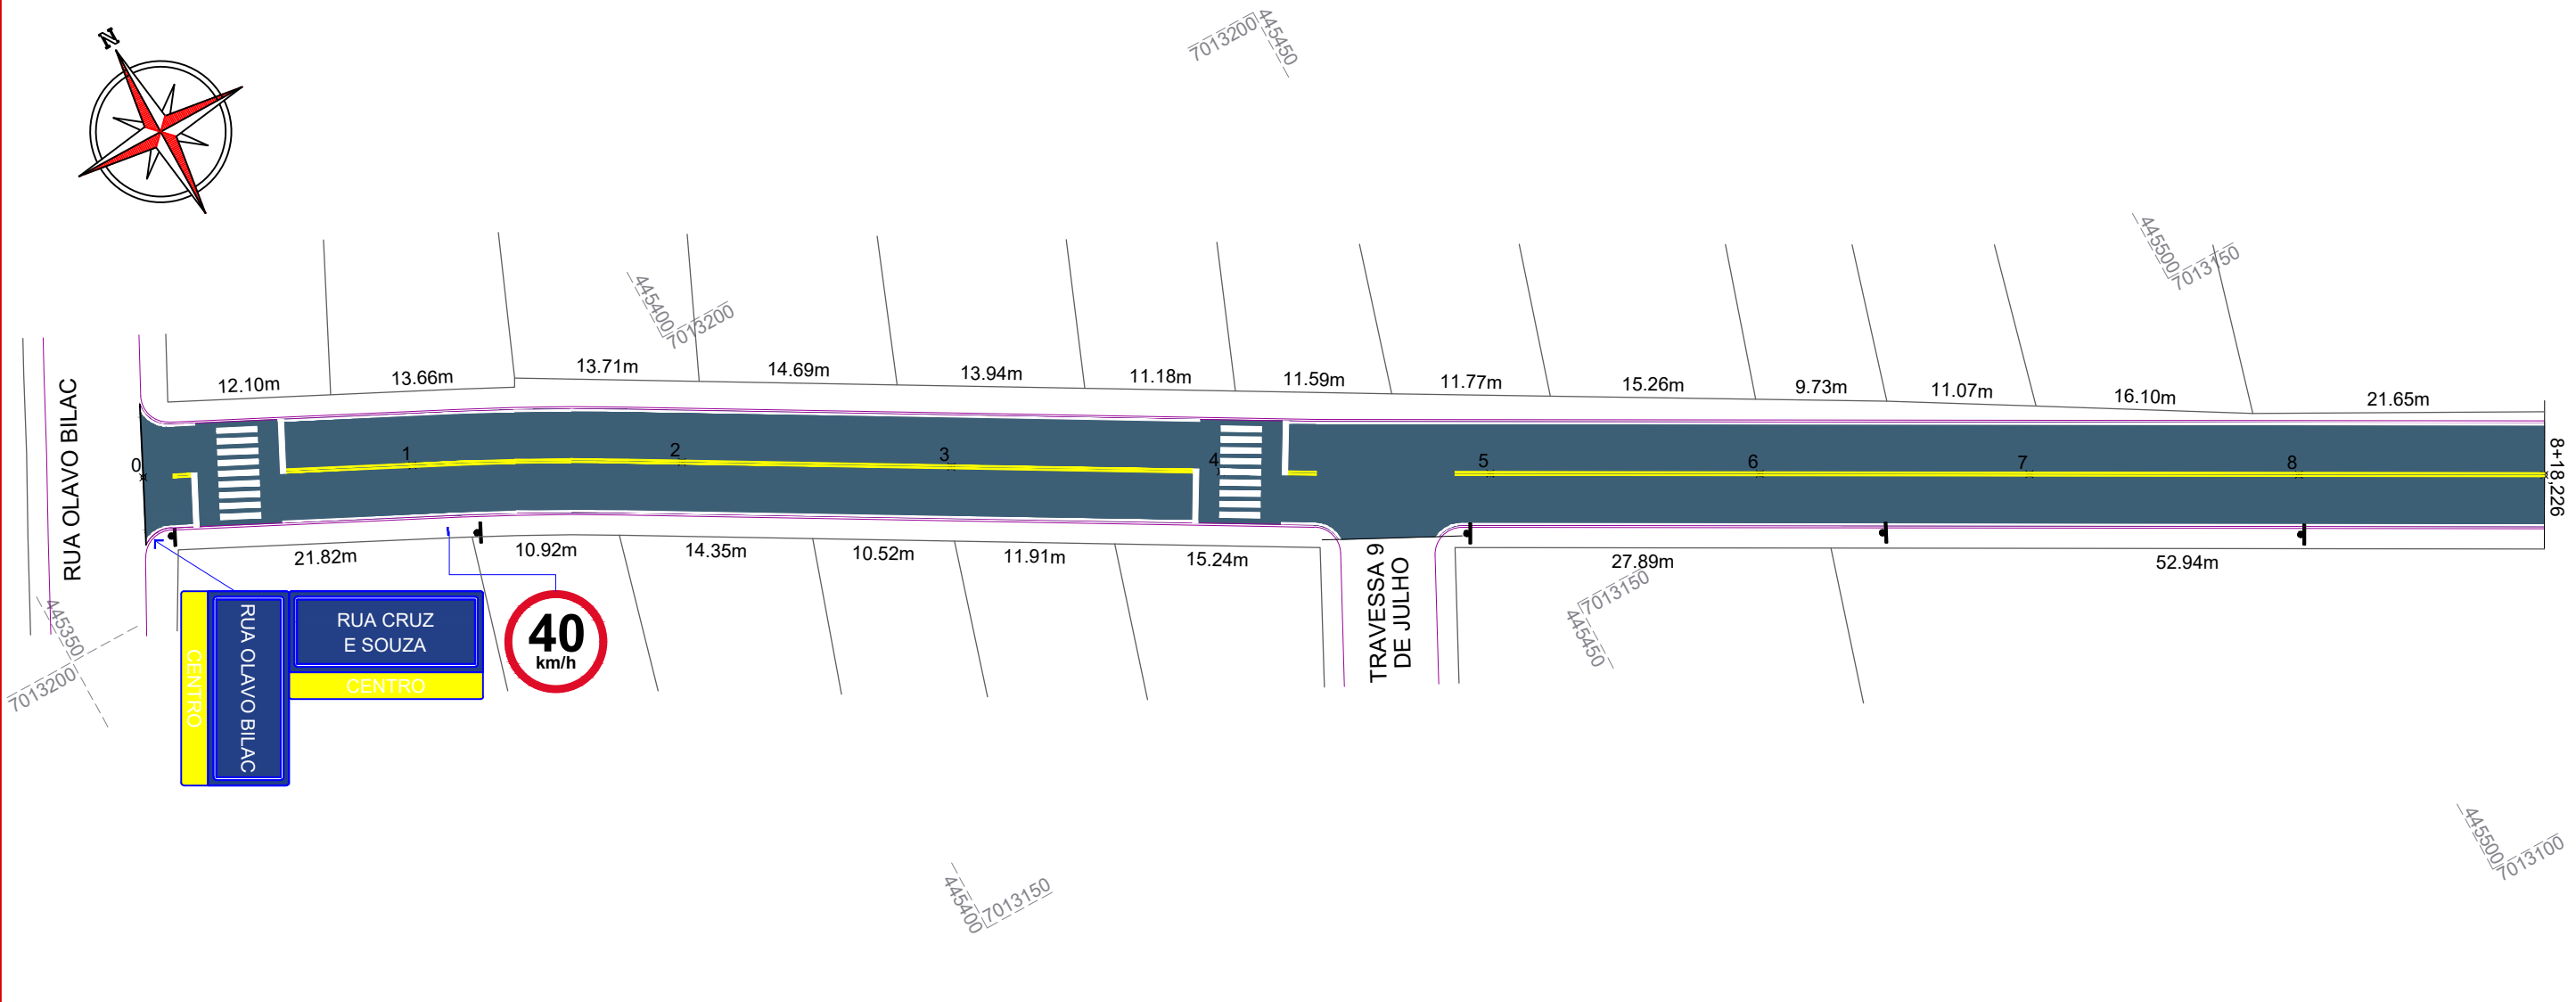 N
7013200
445450
445400
7013200
445500
7013150
RUA OLAVO BILAC
12.10m
13.66m
13.71m
14.69m
13.94m
11.18m
11.59m
11.77m
15.26m
9.73m
11.07m
16.10m
21.65m
0
1
2
3
4
5
6
7
8
8+18,226
21.82m
10.92m
14.35m
10.52m
11.91m
15.24m
27.89m
52.94m
TRAVESSA 9
DE JULHO
445350
7013200
CENTRO
RUA OLAVO BILAC
RUA CRUZ
E SOUZA
CENTRO
40
km/h
7013150
445450
445400
7013150
445500
7013100